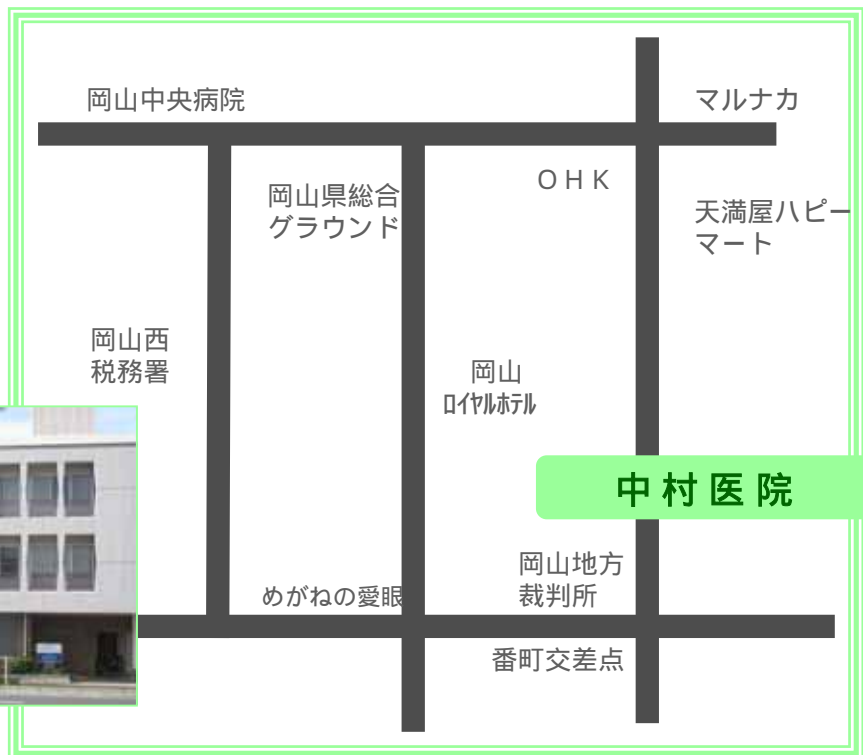 岡山中央病院
マルナカ
岡山県総合
グラウンド
ＯＨＫ
天満屋ハピー
マート
岡山西
税務署
岡山
ﾛｲﾔﾙﾎﾃﾙ
中村医院
岡山地方
裁判所
めがねの愛眼
番町交差点